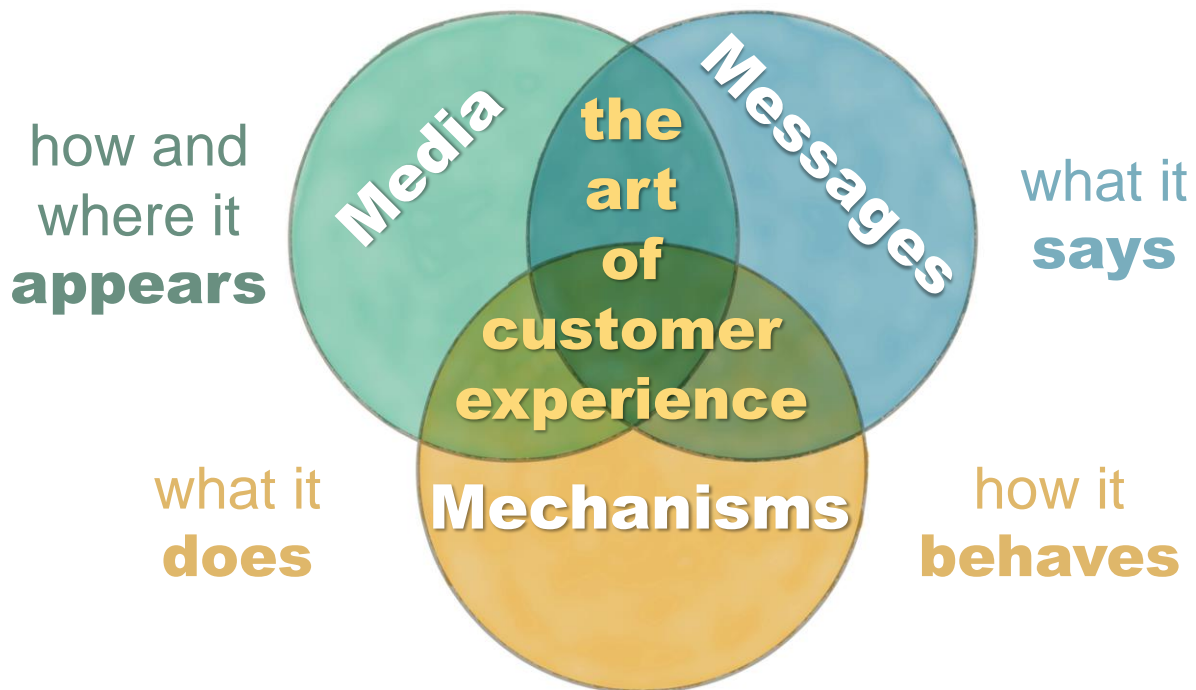 Media
Messages
the
art
of
customer
experience
Mechanisms
how and
where it
appears
what it
says
what it
does
how it
behaves